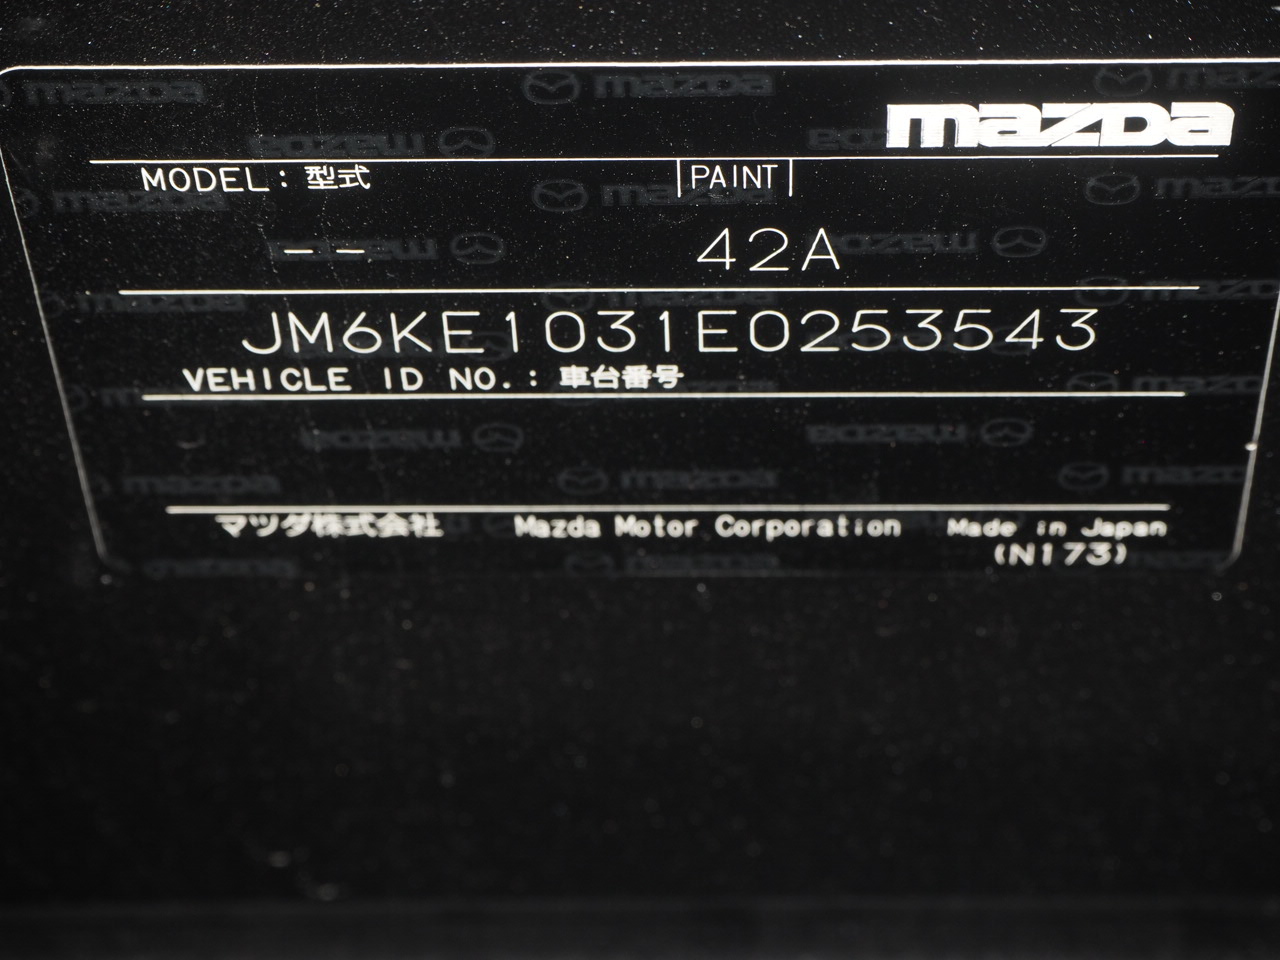 mazda
MODEL: 型式 PAINT
-- 42A
JM6KE1031E0253543
VEHICLE ID NO.: 車台番号
マツダ株式会社 Mazda Motor Corporation Made in Japan
(N173)